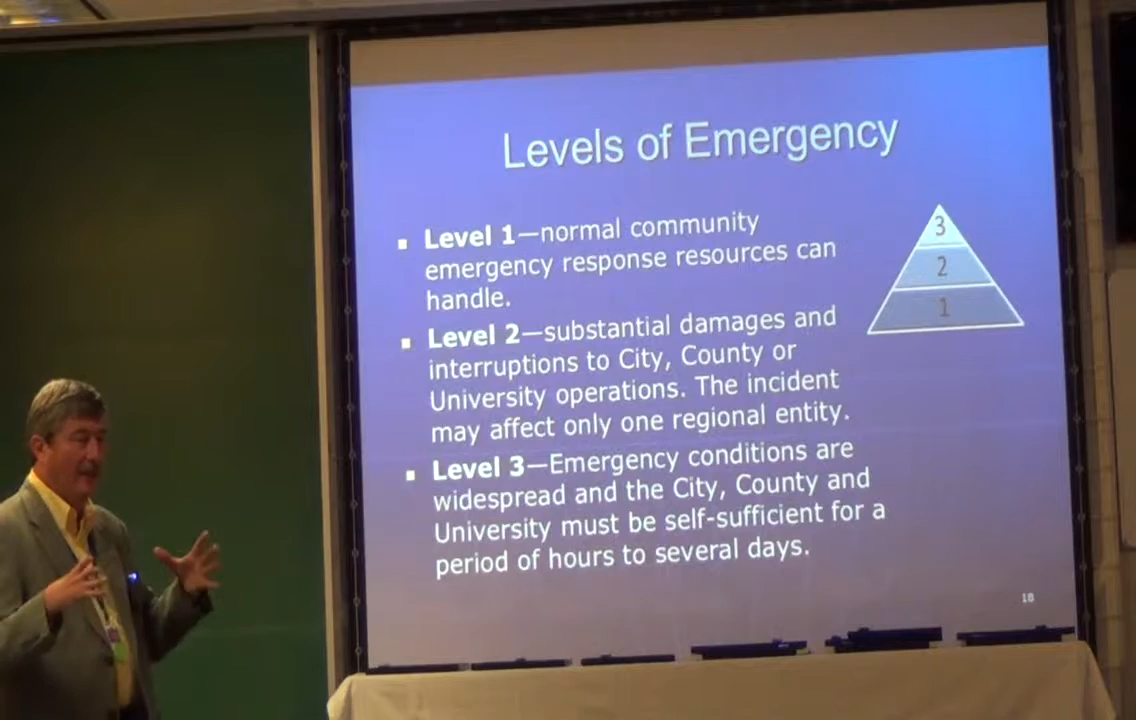 Levels of Emergency
▪ Level 1—normal community
emergency response resources can
handle.
▪ Level 2—substantial damages and
interruptions to City, County or
University operations. The incident
may affect only one regional entity.
▪ Level 3—Emergency conditions are
widespread and the City, County and
University must be self-sufficient for a
period of hours to several days.
3
2
1
18